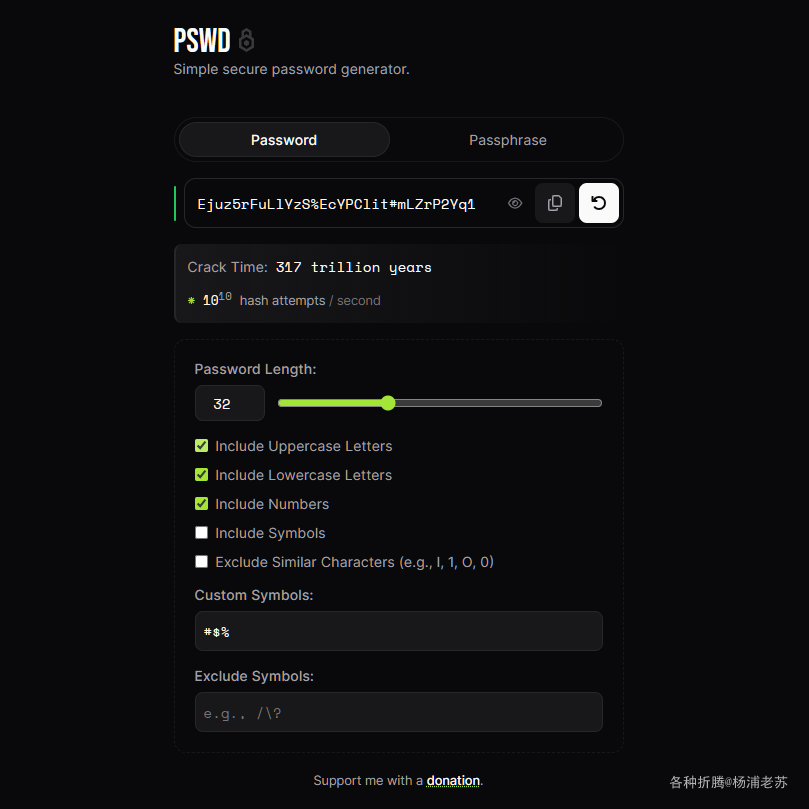 PSWD
Simple secure password generator.
Password Passphrase
Ejuz5rFuLlYzS%EcYPClit#mLZrP2Yq1
Crack Time: 317 trillion years
* 10^10 hash attempts / second
Password Length:
32
Include Uppercase Letters
Include Lowercase Letters
Include Numbers
Include Symbols
Exclude Similar Characters (e.g., I, 1, O, 0)
Custom Symbols:
#$%
Exclude Symbols:
e.g., /\?
Support me with a donation.
各种折腾@杨浦老苏